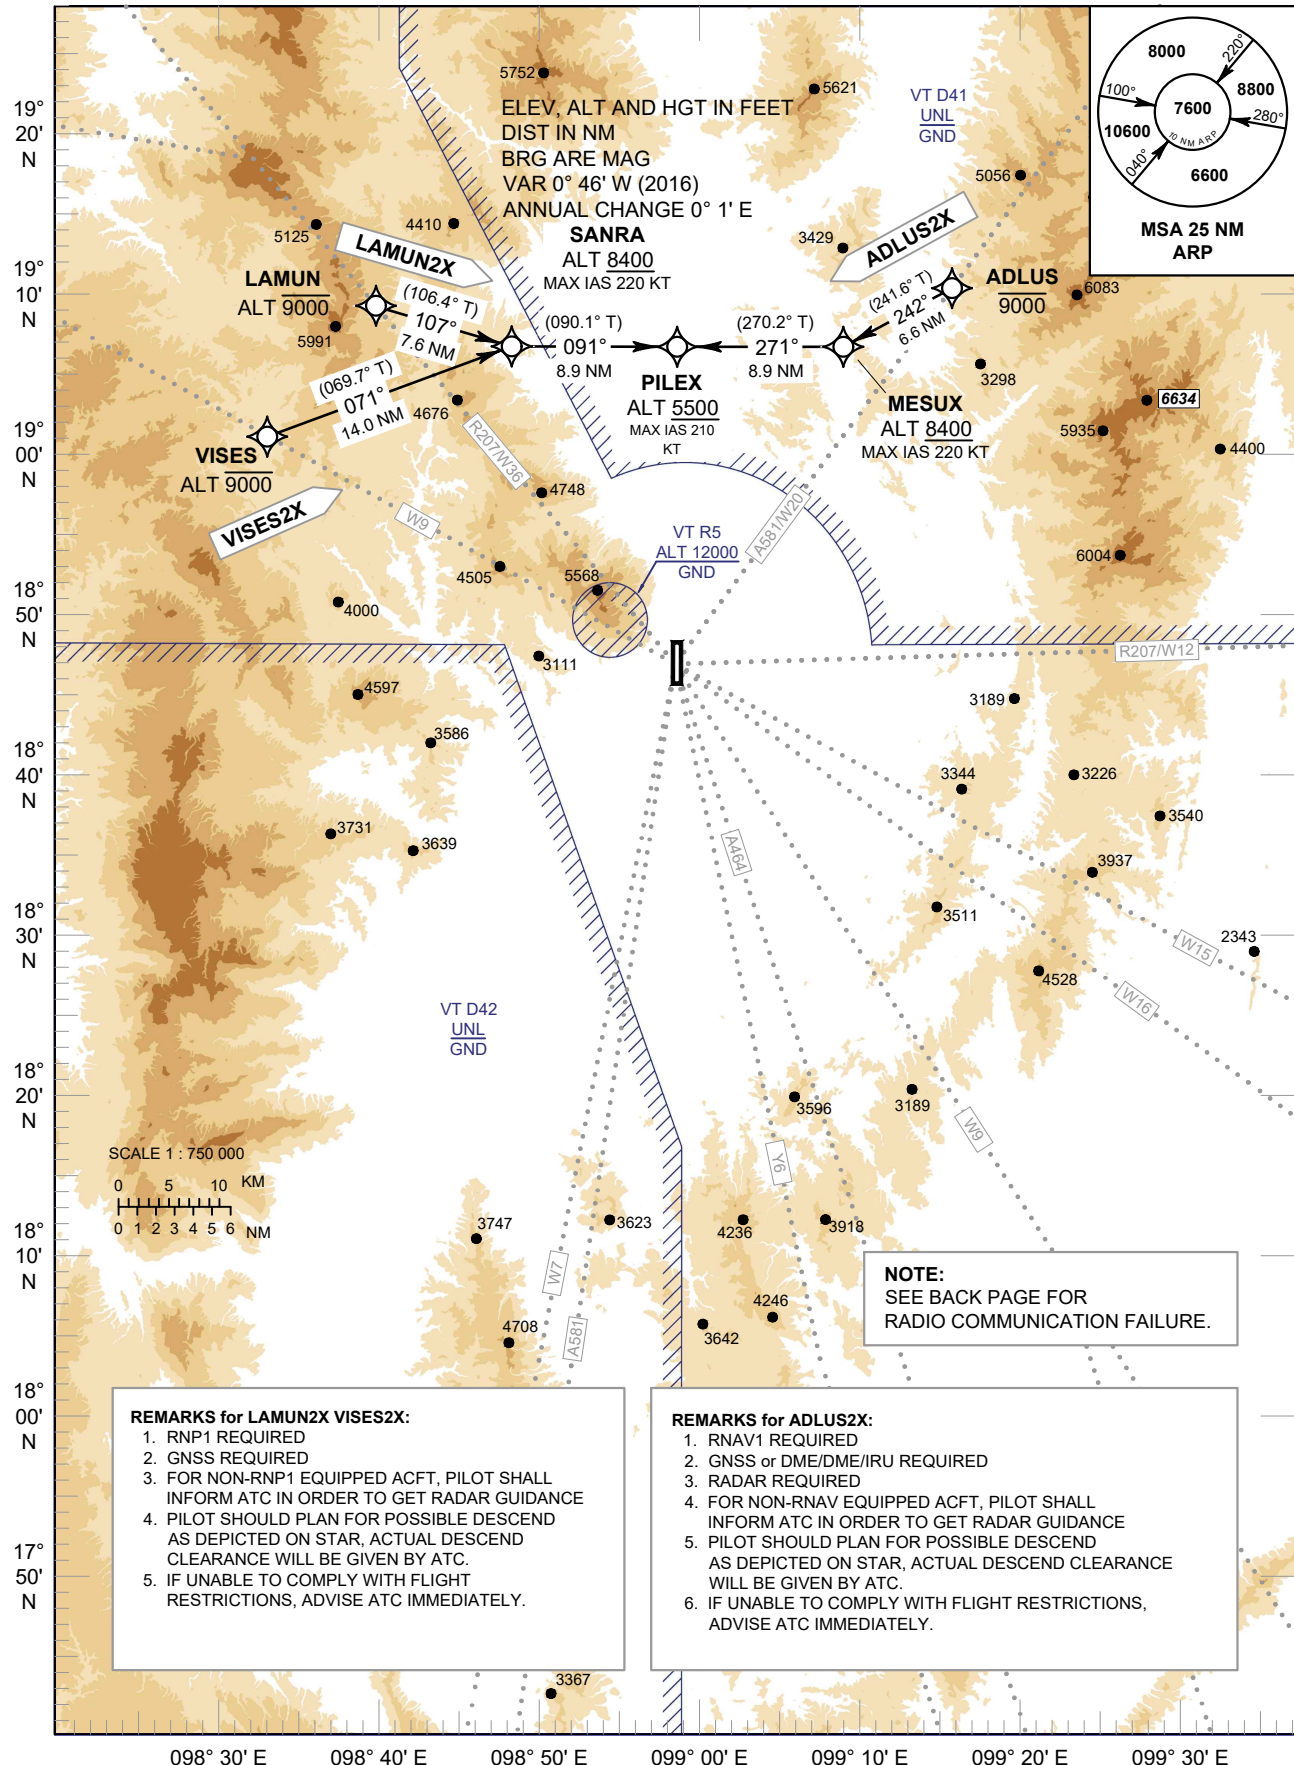 5752
5621
ELEV, ALT AND HGT IN FEET
DIST IN NM
BRG ARE MAG
VAR 0° 46' W (2016)
ANNUAL CHANGE 0° 1' E
VT D41
UNL
GND
8000
220°
100°
8800
7600
280°
10600
10 NM ARP
040°
6600
MSA 25 NM
ARP
19°
20'
N
5056
5125
4410
3429
LAMUN2X
ADLUS2X
SANRA
ALT 8400
MAX IAS 220 KT
19°
10'
N
LAMUN
ALT 9000
ADLUS
9000
6083
(106.4° T)
107°
7.6 NM
(241.6° T)
242°
6.6 NM
5991
(090.1° T)
091°
8.9 NM
(270.2° T)
271°
8.9 NM
(069.7° T)
071°
14.0 NM
3298
PILEX
ALT 5500
MAX IAS 210
KT
MESUX
ALT 8400
MAX IAS 220 KT
6634
4676
5935
4400
R207/W36
19°
00'
N
VISES
ALT 9000
VISES2X
4748
W9
A581/W20
VT R5
ALT 12000
GND
6004
4505
5568
18°
50'
N
4000
3111
R207/W12
4597
3189
3586
18°
40'
N
3344
3226
3540
3731
3639
A464
3937
18°
30'
N
3511
2343
W15
4528
W16
VT D42
UNL
GND
18°
20'
N
3596
3189
W9
SCALE 1 : 750 000
0 5 10 KM
0 1 2 3 4 5 6 NM
Y6
18°
10'
N
3747
3623
4236
3918
W7
NOTE:
SEE BACK PAGE FOR
RADIO COMMUNICATION FAILURE.
4246
3642
4708
A581
18°
00'
N
REMARKS for LAMUN2X VISES2X:
1. RNP1 REQUIRED
2. GNSS REQUIRED
3. FOR NON-RNP1 EQUIPPED ACFT, PILOT SHALL
INFORM ATC IN ORDER TO GET RADAR GUIDANCE
4. PILOT SHOULD PLAN FOR POSSIBLE DESCEND
AS DEPICTED ON STAR, ACTUAL DESCEND
CLEARANCE WILL BE GIVEN BY ATC.
5. IF UNABLE TO COMPLY WITH FLIGHT
RESTRICTIONS, ADVISE ATC IMMEDIATELY.
REMARKS for ADLUS2X:
1. RNAV1 REQUIRED
2. GNSS or DME/DME/IRU REQUIRED
3. RADAR REQUIRED
4. FOR NON-RNAV EQUIPPED ACFT, PILOT SHALL
INFORM ATC IN ORDER TO GET RADAR GUIDANCE
5. PILOT SHOULD PLAN FOR POSSIBLE DESCEND
AS DEPICTED ON STAR, ACTUAL DESCEND CLEARANCE
WILL BE GIVEN BY ATC.
6. IF UNABLE TO COMPLY WITH FLIGHT RESTRICTIONS,
ADVISE ATC IMMEDIATELY.
17°
50'
N
3367
098° 30' E
098° 40' E
098° 50' E
099° 00' E
099° 10' E
099° 20' E
099° 30' E